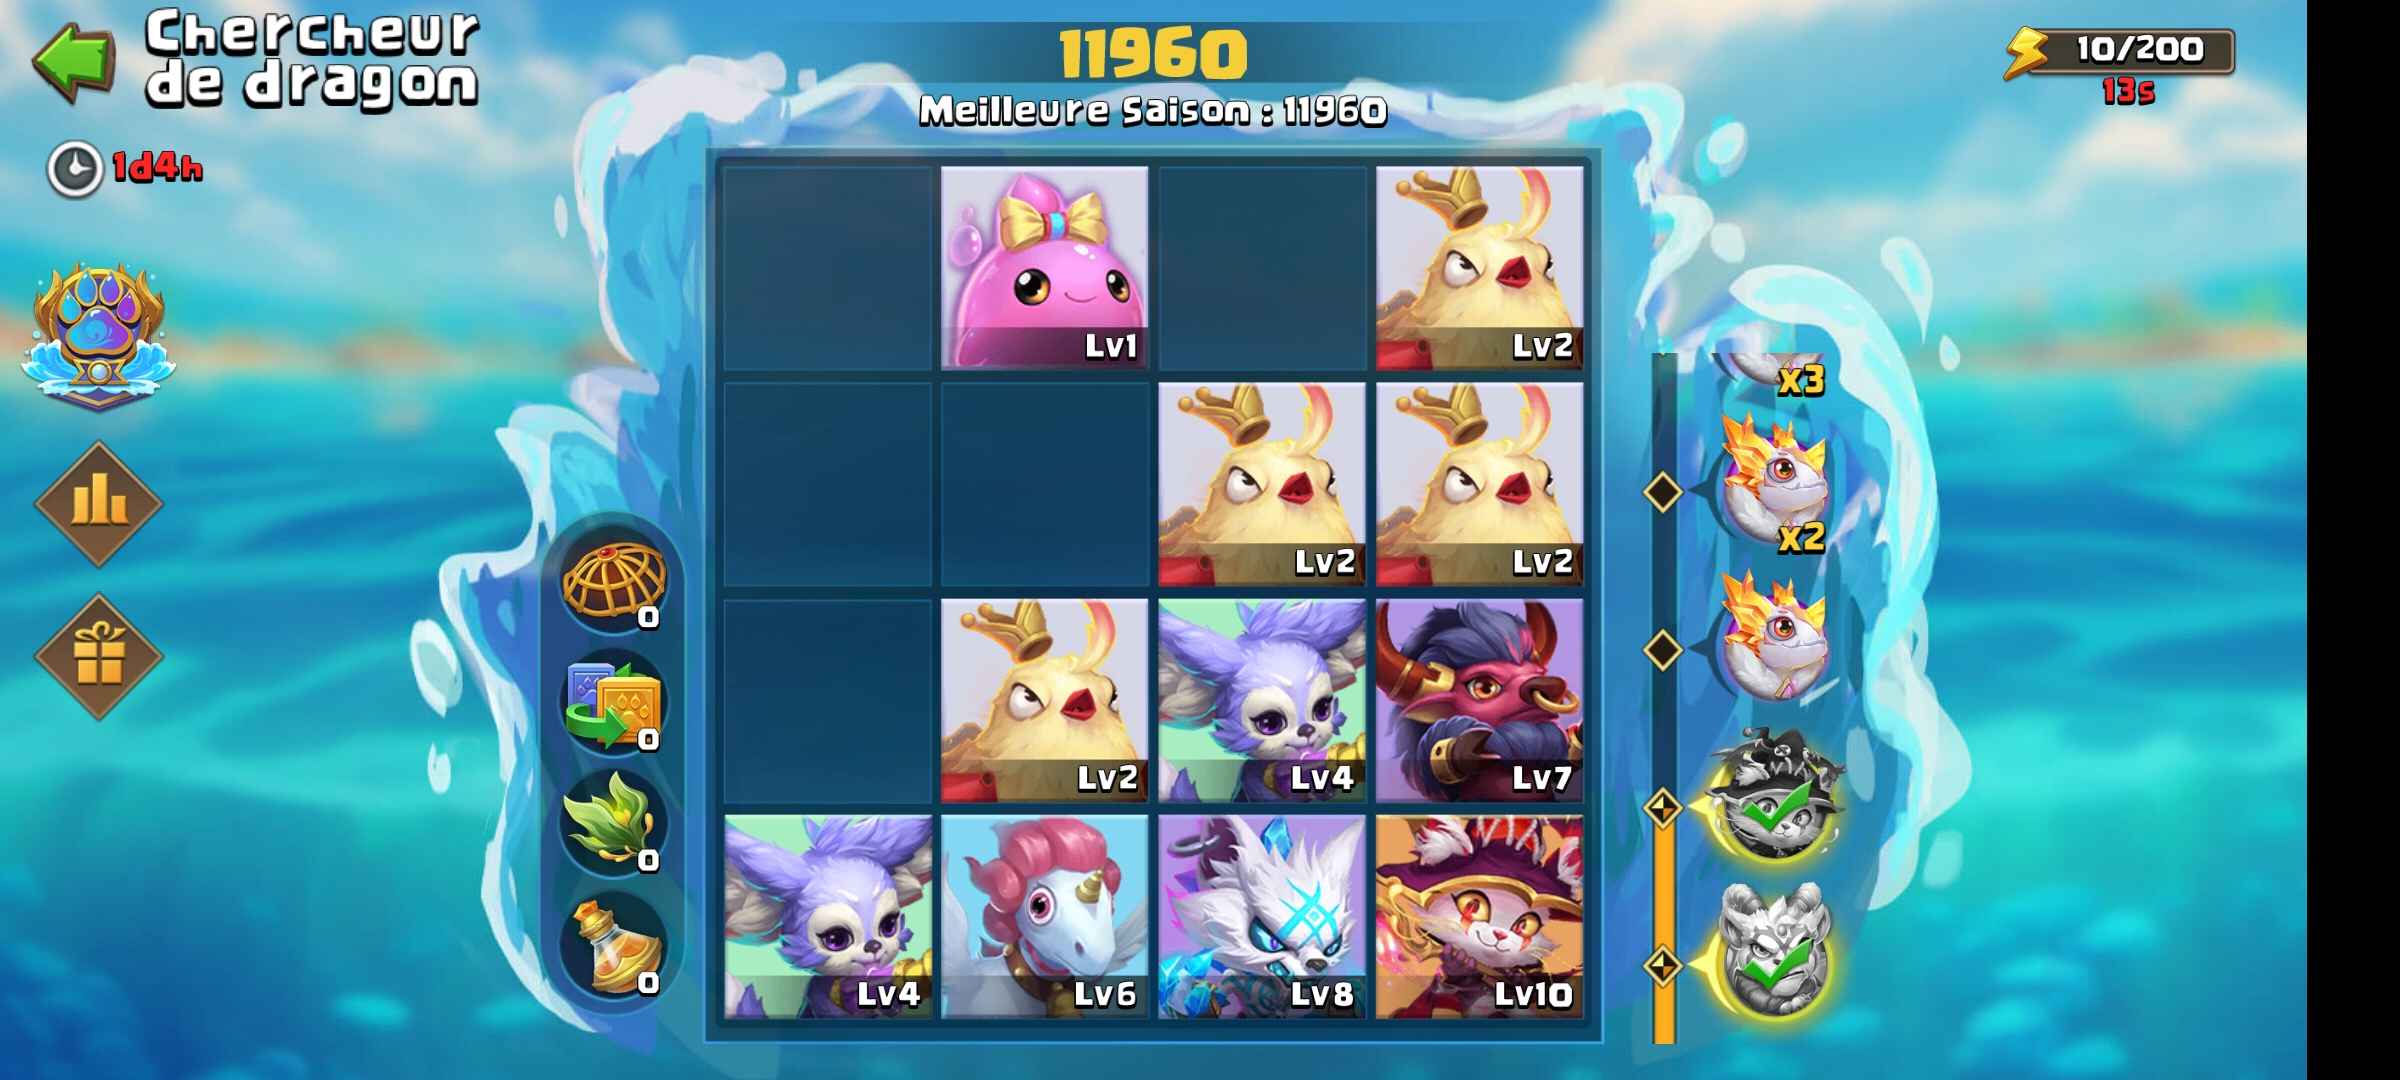 Chercheur
de dragon
11960
Meilleure Saison : 11960
10/200
13s
1d4h
Lv1
Lv2
Lv2
Lv2
Lv2
Lv4
Lv7
Lv4
Lv6
Lv8
Lv10
0
0
0
0
x3
x2